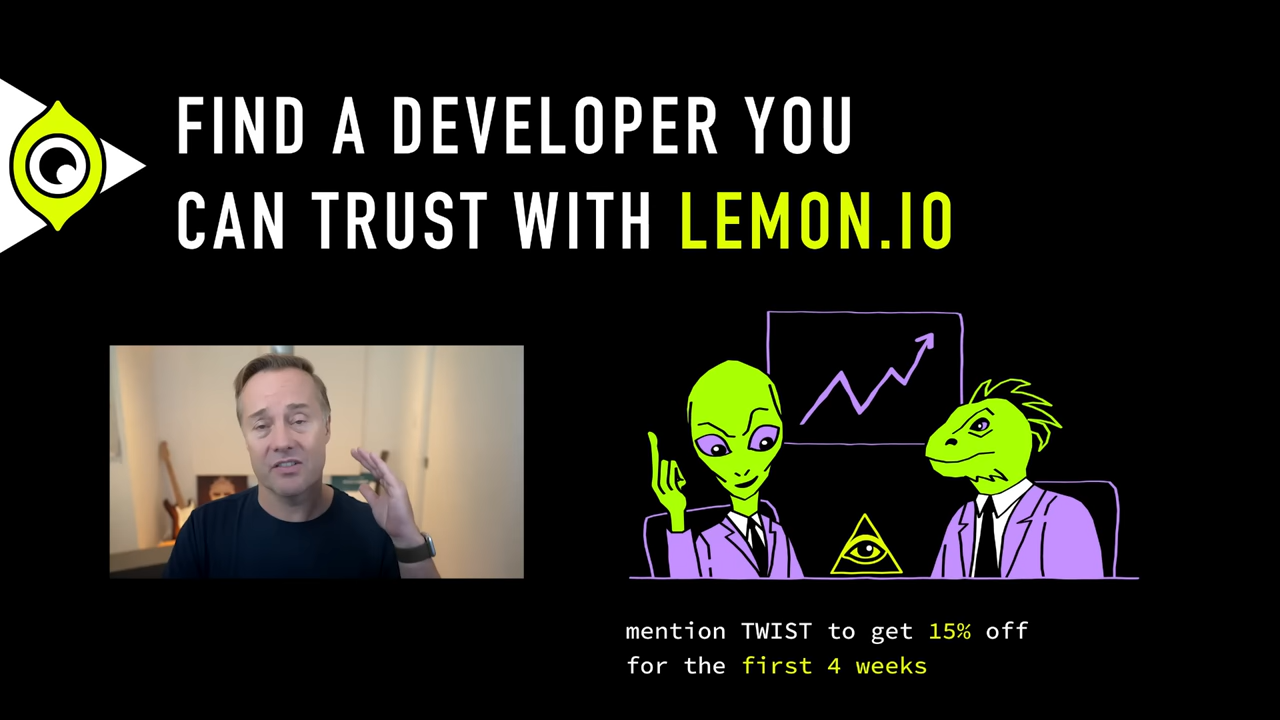 FIND A DEVELOPER YOU
CAN TRUST WITH LEMON.IO
mention TWIST to get 15% off
for the first 4 weeks